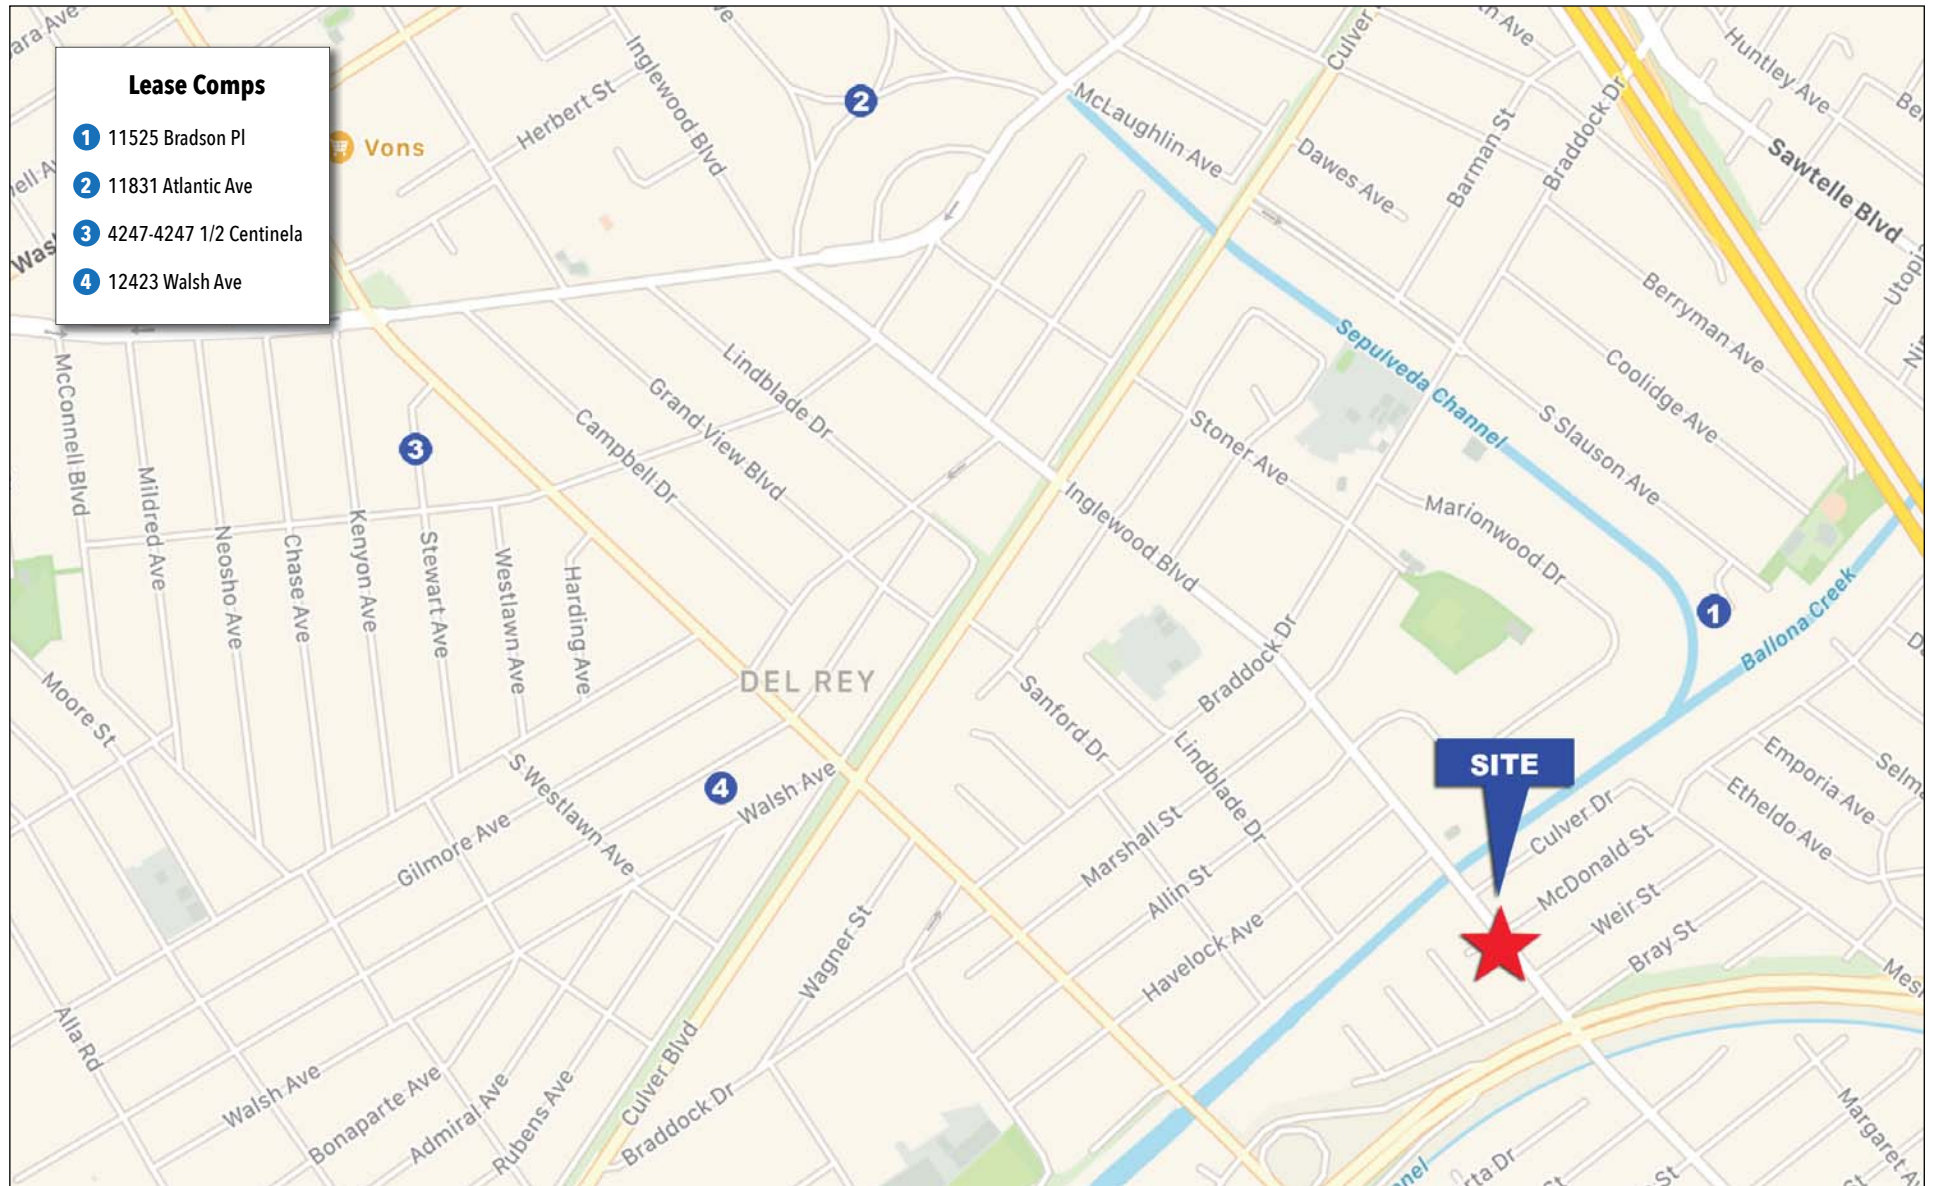 Lease Comps
1 11525 Bradson Pl
2 11831 Atlantic Ave
3 4247-4247 1/2 Centinela
4 12423 Walsh Ave
Vons
Herbert St
Inglewood Blvd
2
McLaughlin Ave
Culver
Dawes Ave
Barman St
Braddock Dr
Huntley Ave
Sawtelle Blvd
Berryman Ave
Coolidge Ave
S Slauson Ave
Sepulveda Channel
Stoner Ave
Marionwood Dr
1
Ballona Creek
McConnell Blvd
Mildred Ave
Neosho Ave
Chase Ave
Kenyon Ave
3
Stewart Ave
Westlawn Ave
Harding Ave
Campbell Dr
Grand View Blvd
Lindblade Dr
Inglewood Blvd
DEL REY
Braddock Dr
Sanford Dr
Lindblade Dr
Moore St
S Westlawn Ave
4
Walsh Ave
Gilmore Ave
Marshall St
Allin St
Havelock Ave
Wagner St
SITE
Culver Dr
McDonald St
Weir St
Bray St
Emporia Ave
Etheldo Ave
Alla Rd
Walsh Ave
Bonaparte Ave
Admiral Ave
Rubens Ave
Culver Blvd
Braddock Dr